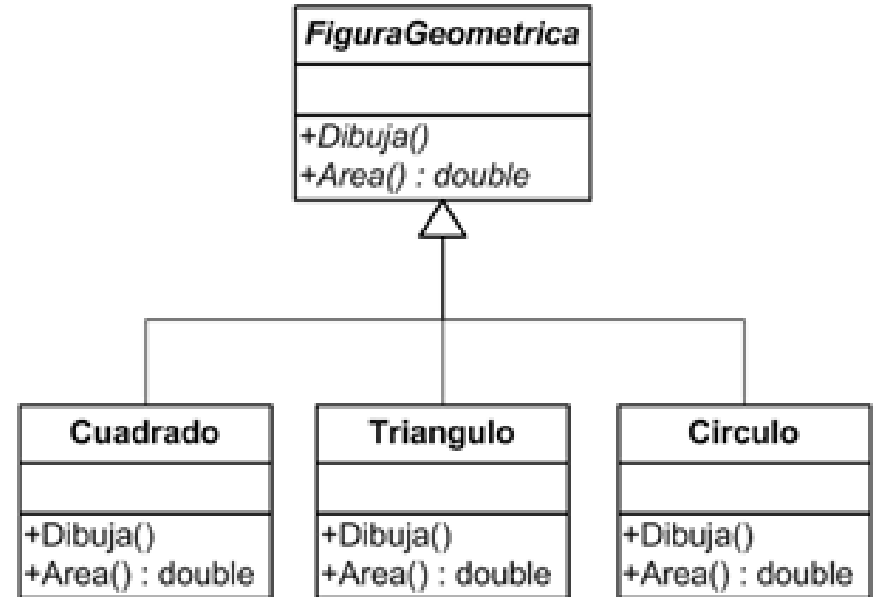 FiguraGeometrica
+Dibuja()
+Area() : double
Cuadrado
+Dibuja()
+Area() : double
Triangulo
+Dibuja()
+Area() : double
Circulo
+Dibuja()
+Area() : double